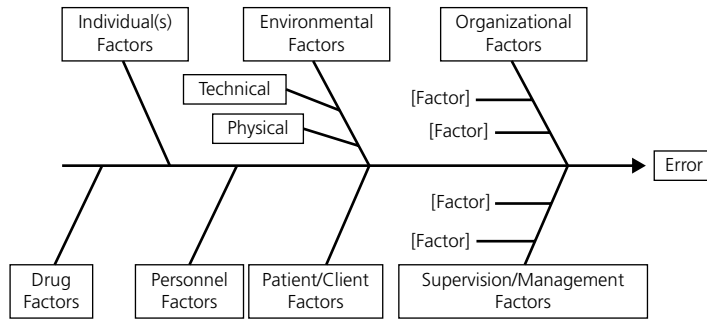 Individual(s)
Factors
Environmental
Factors
Organizational
Factors
Technical
Physical
[Factor]
[Factor]
Error
[Factor]
[Factor]
Drug
Factors
Personnel
Factors
Patient/Client
Factors
Supervision/Management
Factors